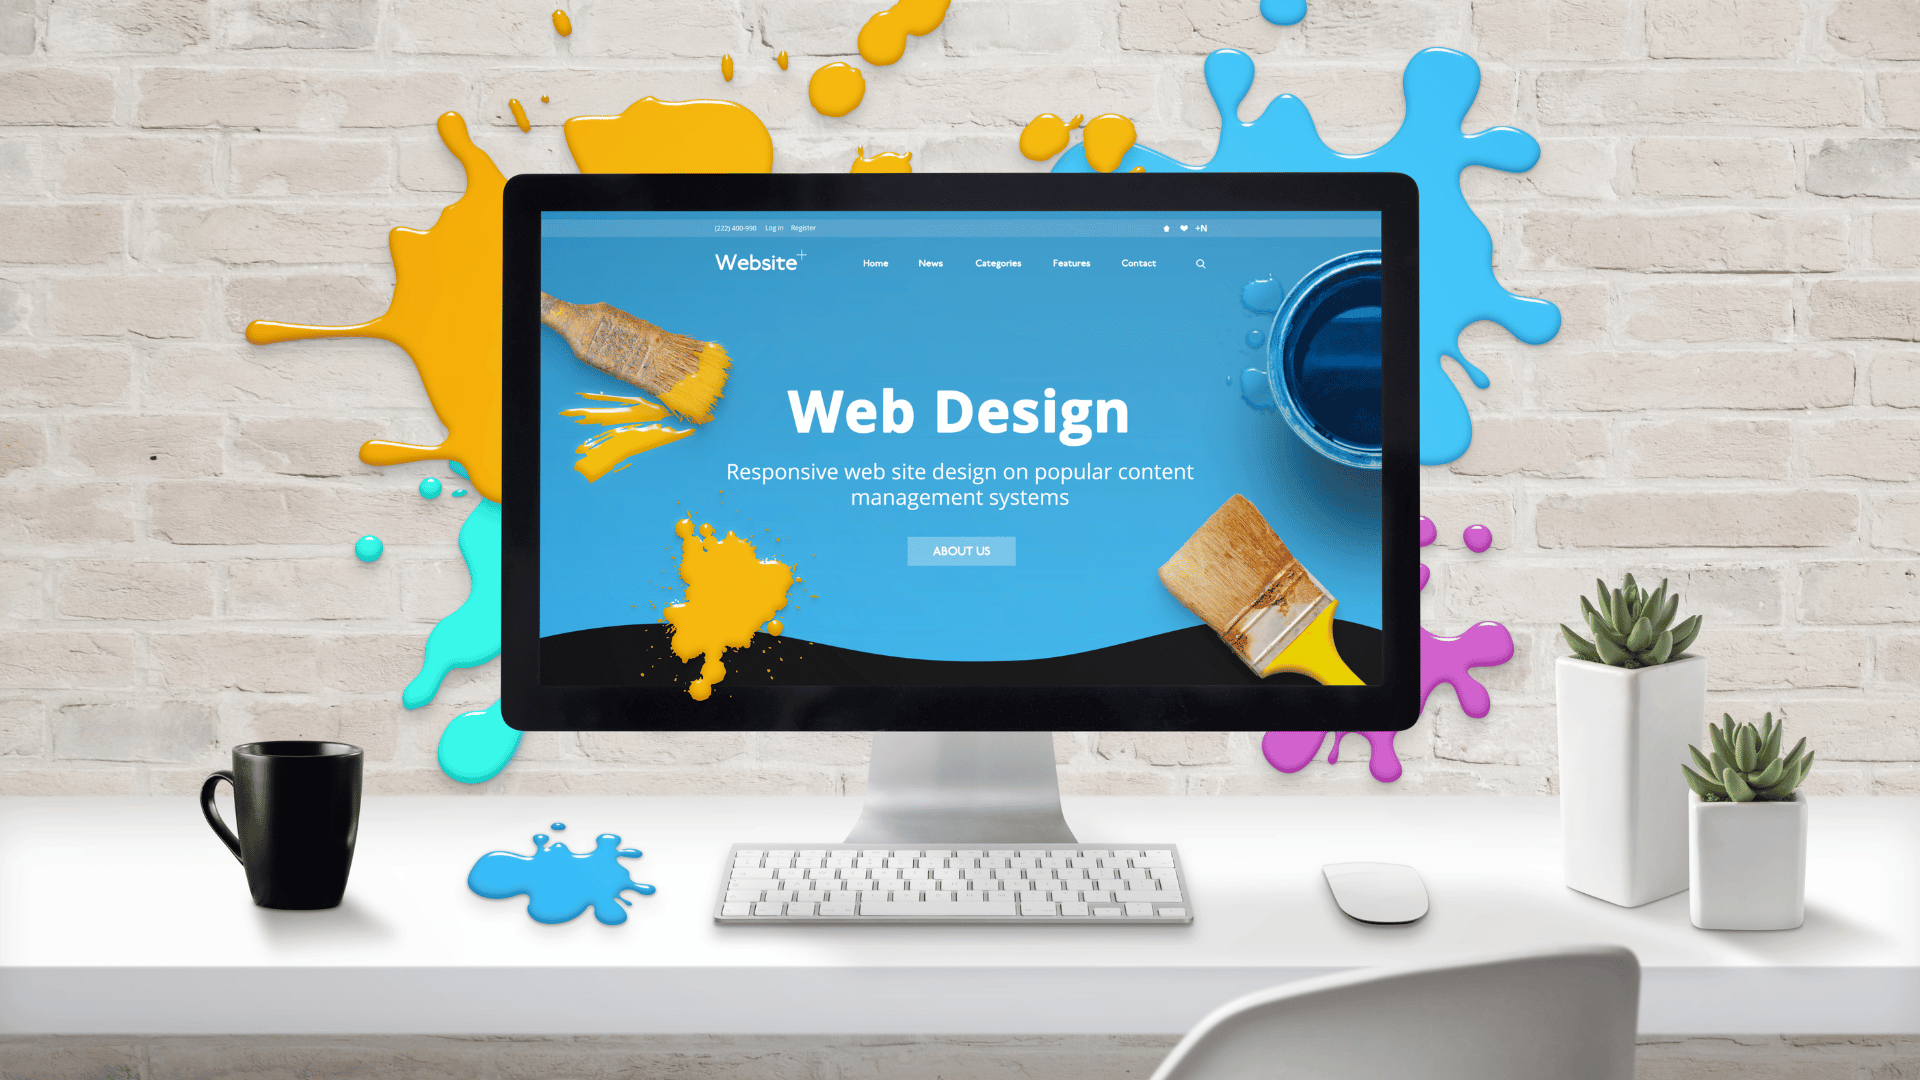 (222) 400-990 Log in Register
+N
Website+
Home News Categories Features Contact
Web Design
Responsive web site design on popular content
management systems
ABOUT US